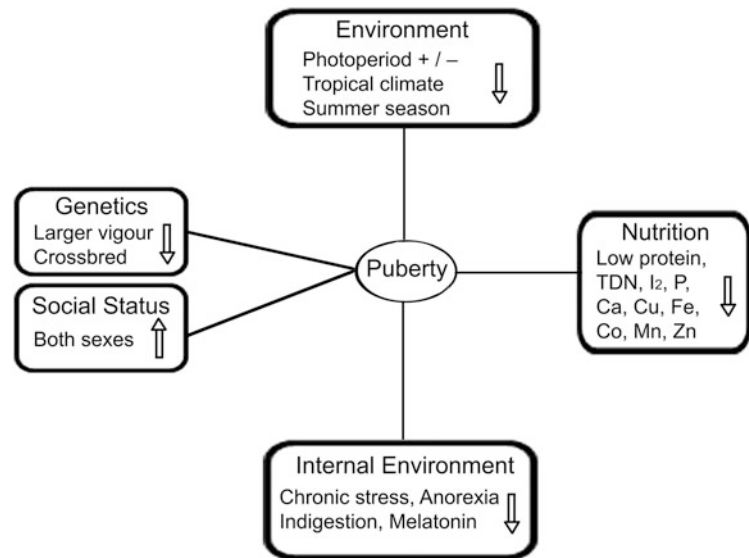 Environment
Photoperiod + / –
Tropical climate
Summer season
Genetics
Larger vigour
Crossbred
Social Status
Both sexes
Puberty
Nutrition
Low protein,
TDN, I₂, P,
Ca, Cu, Fe,
Co, Mn, Zn
Internal Environment
Chronic stress, Anorexia
Indigestion, Melatonin